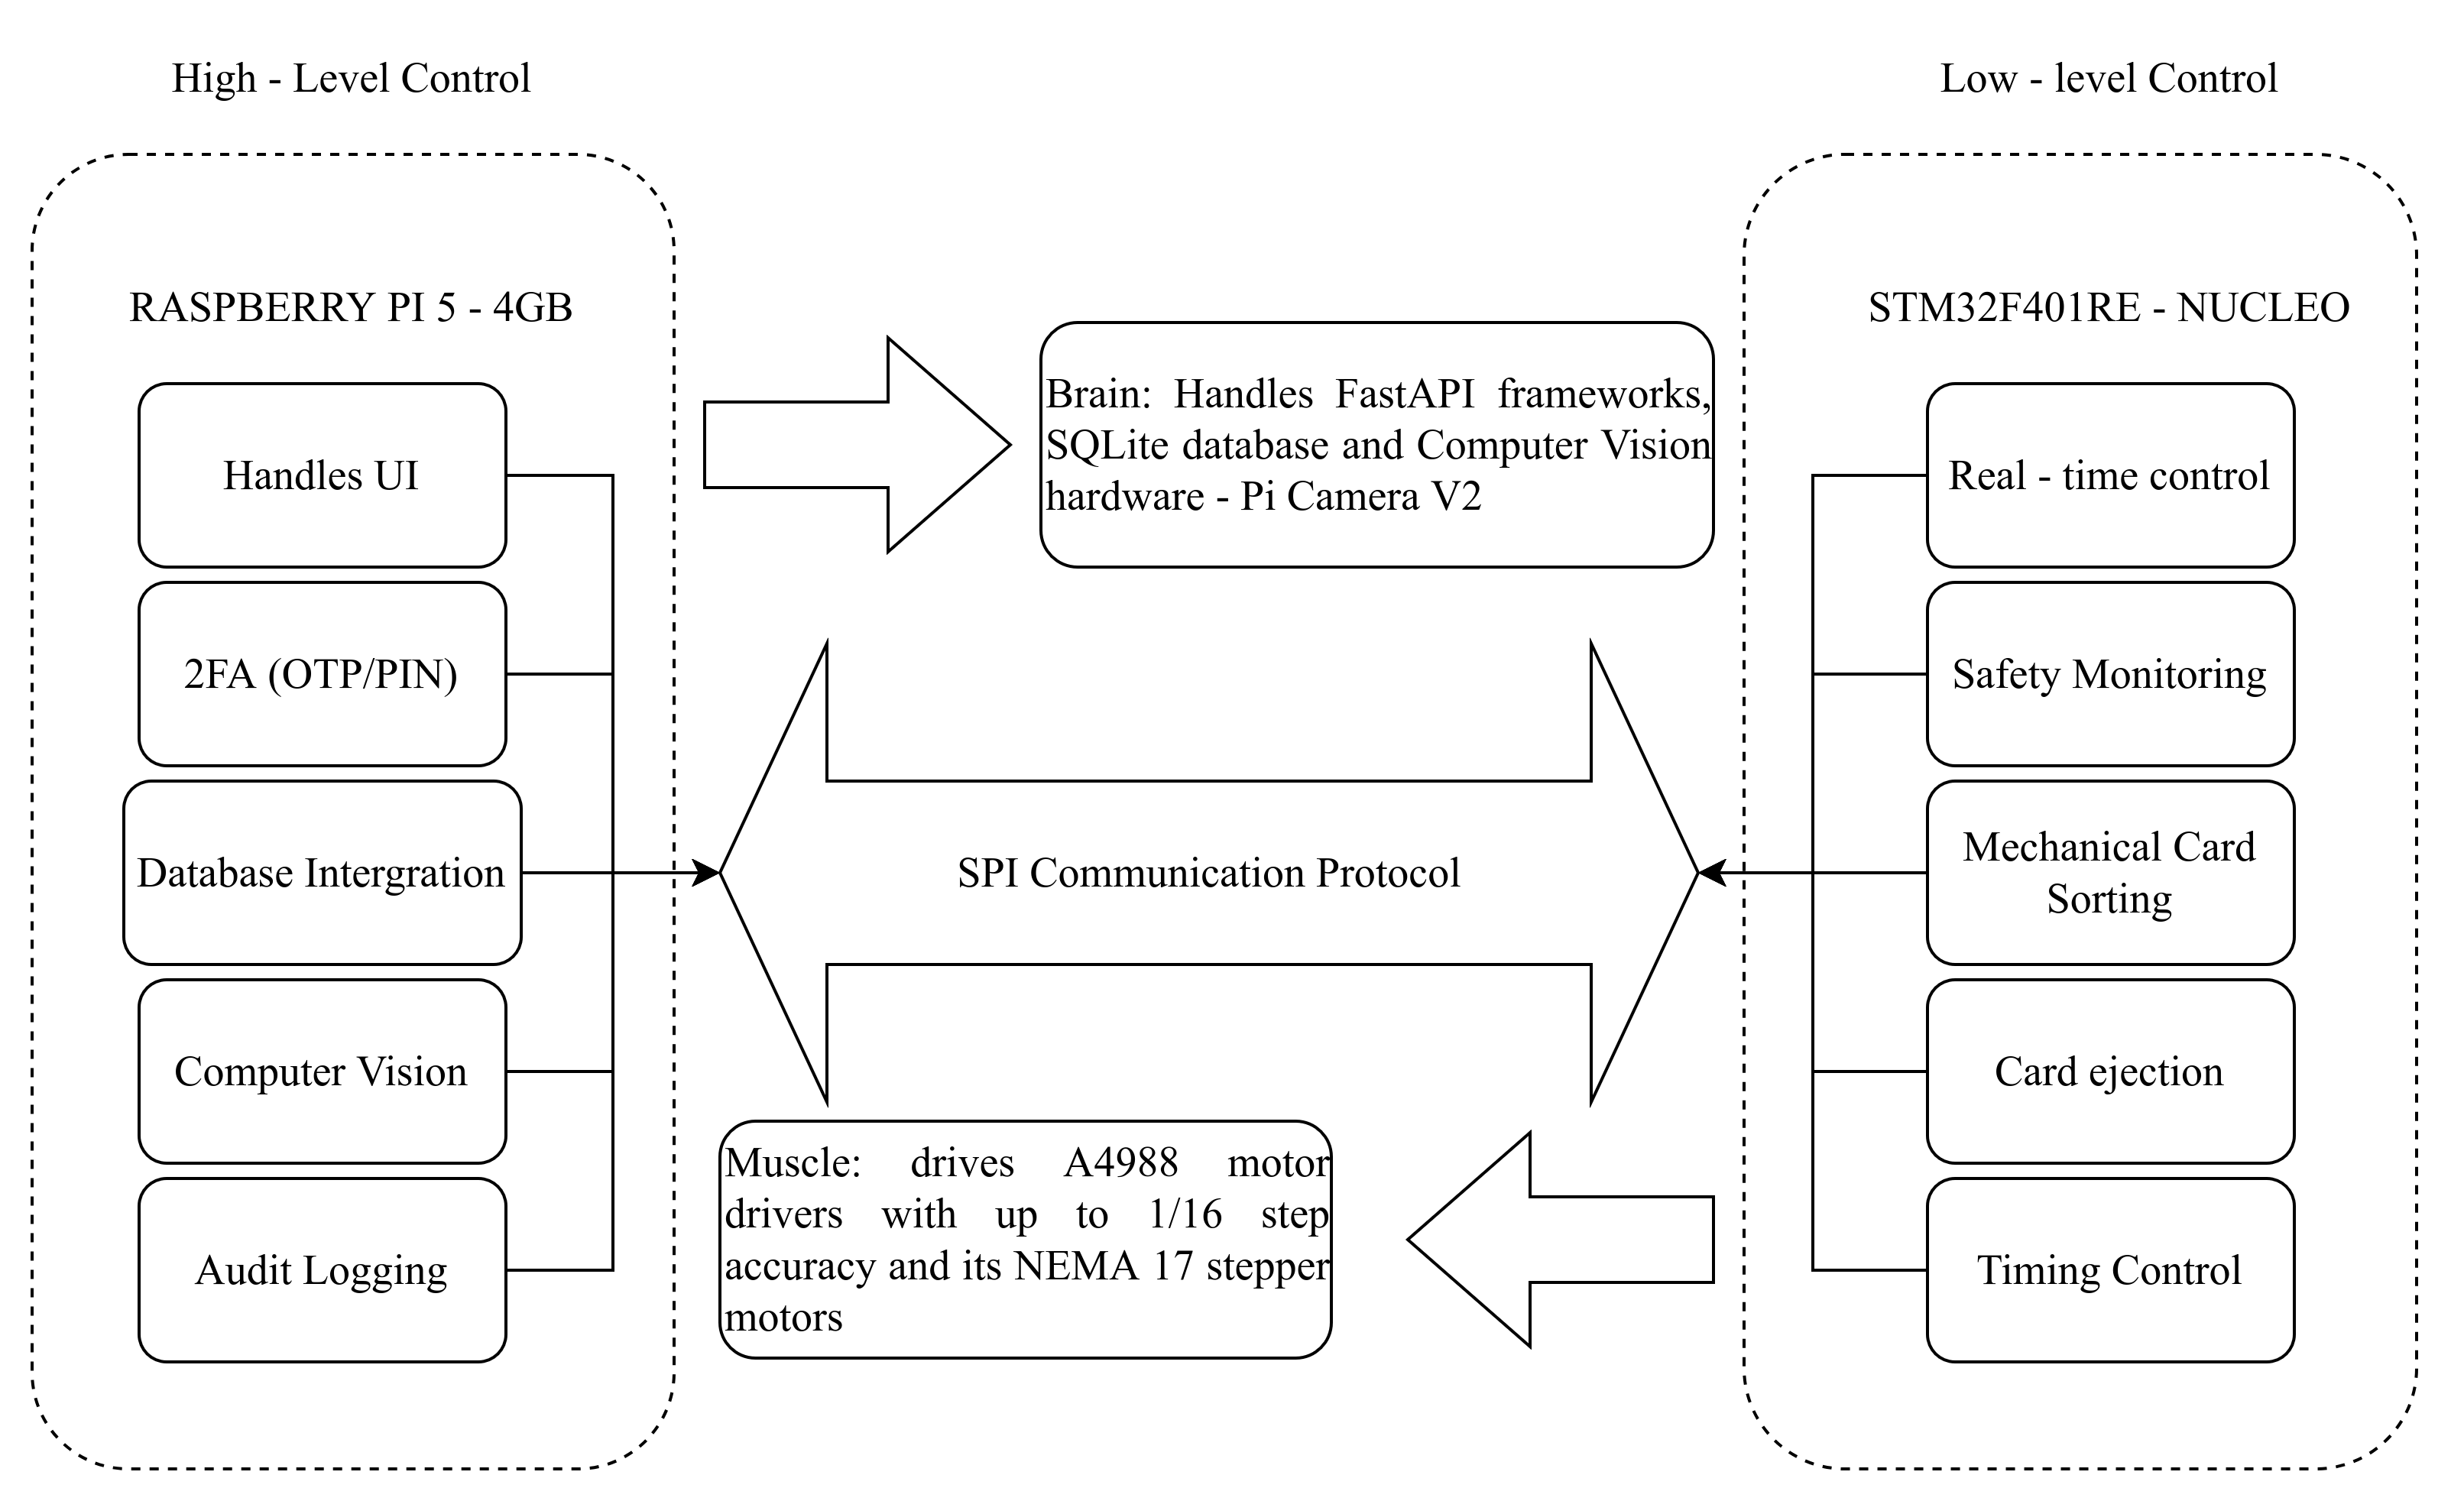 High - Level Control
Low - level Control
RASPBERRY PI 5 - 4GB
Handles UI
2FA (OTP/PIN)
Database Intergration
Computer Vision
Audit Logging
Brain: Handles FastAPI frameworks,
SQLite database and Computer Vision
hardware - Pi Camera V2
SPI Communication Protocol
Muscle: drives A4988 motor
drivers with up to 1/16 step
accuracy and its NEMA 17 stepper
motors
STM32F401RE - NUCLEO
Real - time control
Safety Monitoring
Mechanical Card
Sorting
Card ejection
Timing Control